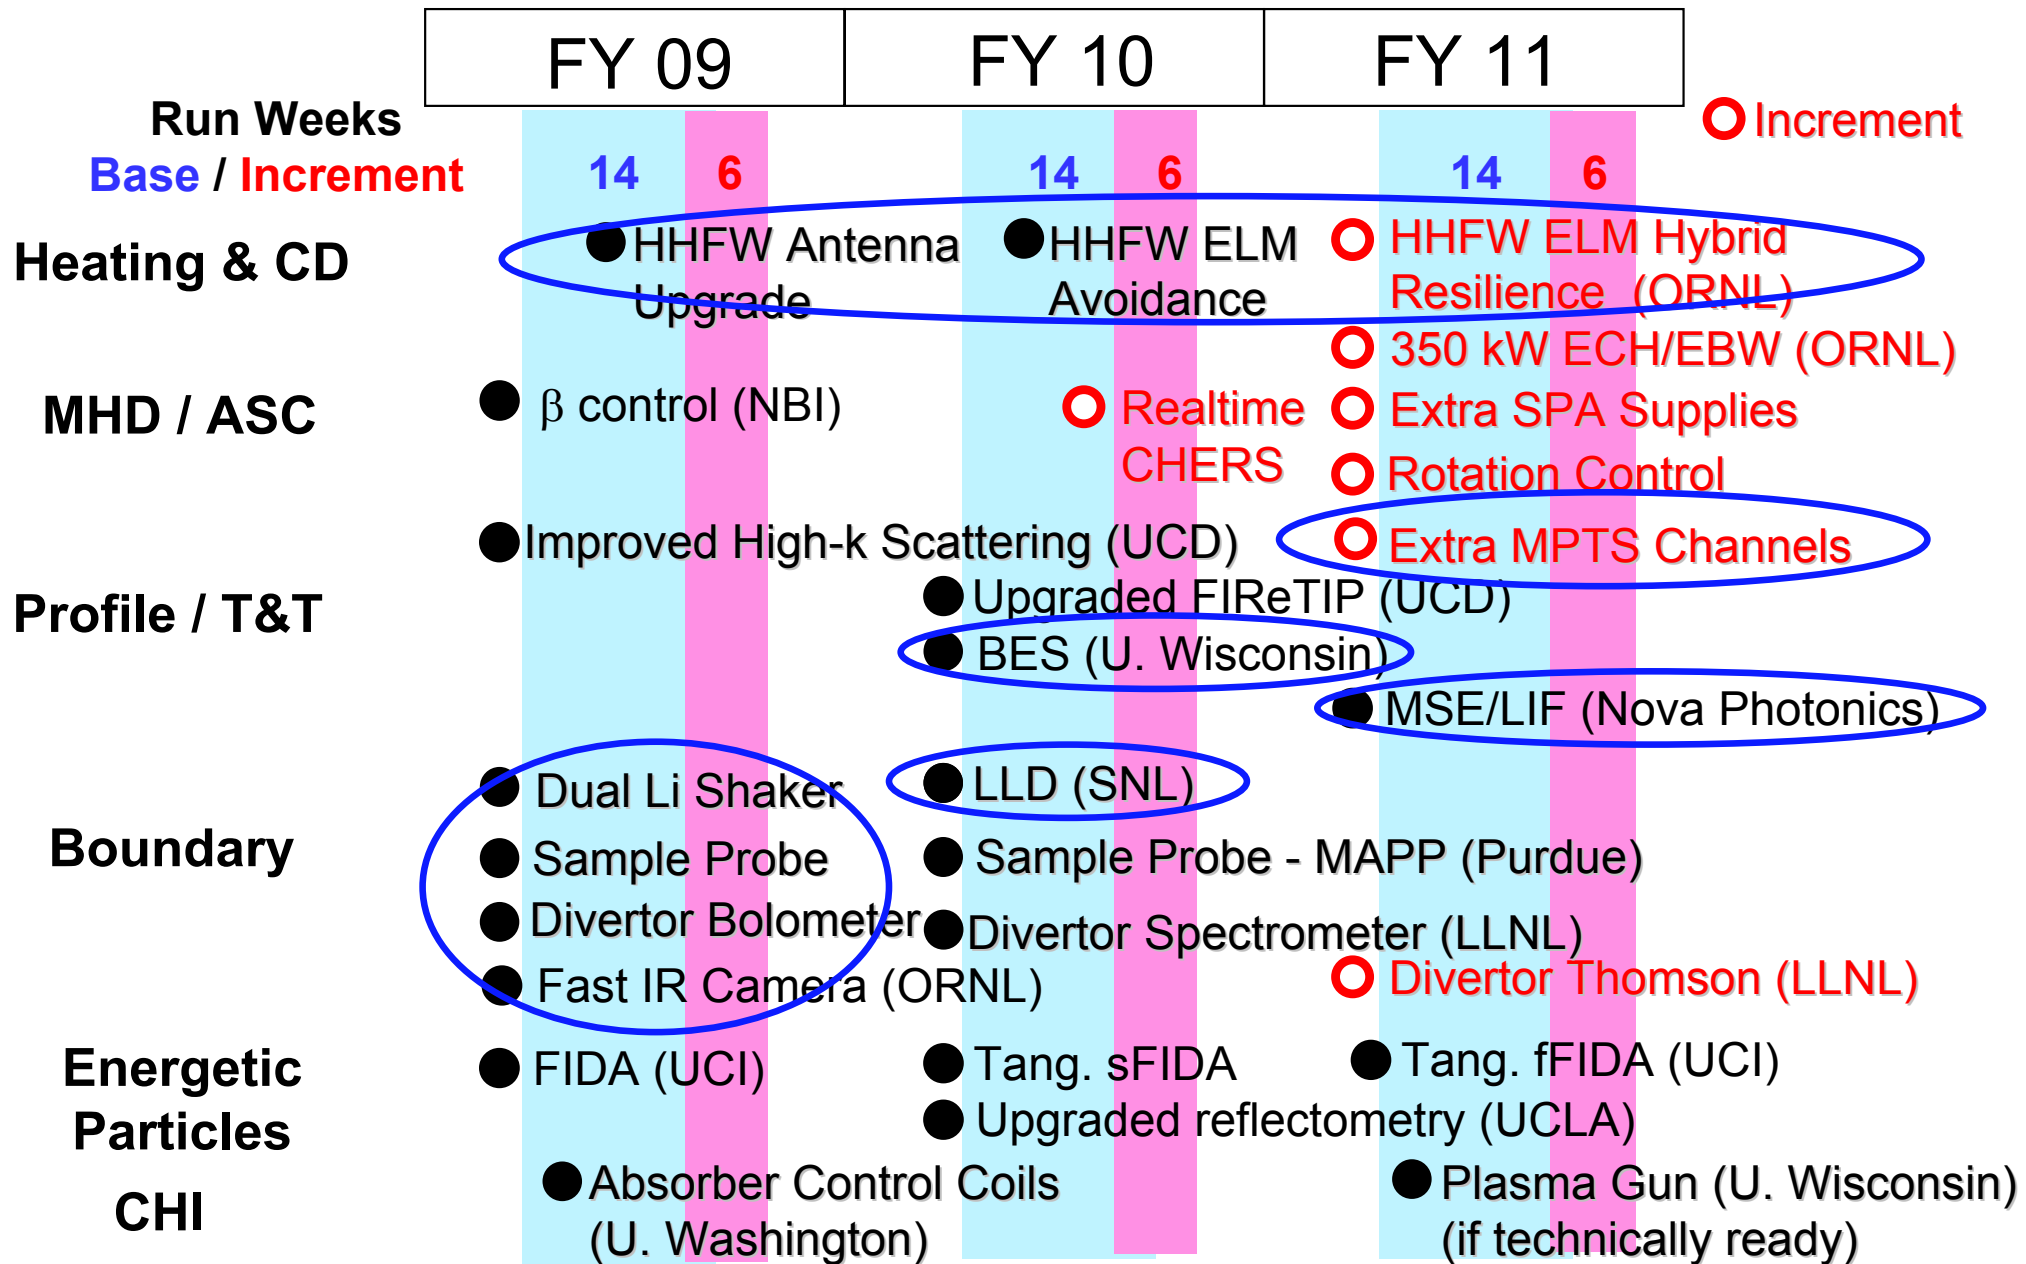 FY 09 FY 10 FY 11
Run Weeks
Increment
Base / Increment 14 6 14 6 14 6
Heating & CD
HHFW Antenna
Upgrade
HHFW ELM
Avoidance
HHFW ELM Hybrid
Resilience (ORNL)
350 kW ECH/EBW (ORNL)
MHD / ASC
β control (NBI)
Realtime
CHERS
Extra SPA Supplies
Rotation Control
Profile / T&T
Improved High-k Scattering (UCD)
Extra MPTS Channels
Upgraded FIReTIP (UCD)
BES (U. Wisconsin)
MSE/LIF (Nova Photonics)
Boundary
Dual Li Shaker
LLD (SNL)
Sample Probe
Sample Probe - MAPP (Purdue)
Divertor Bolometer
Divertor Spectrometer (LLNL)
Fast IR Camera (ORNL)
Divertor Thomson (LLNL)
Energetic
Particles
FIDA (UCI)
Tang. sFIDA
Tang. fFIDA (UCI)
Upgraded reflectometry (UCLA)
CHI
Absorber Control Coils
(U. Washington)
Plasma Gun (U. Wisconsin)
(if technically ready)